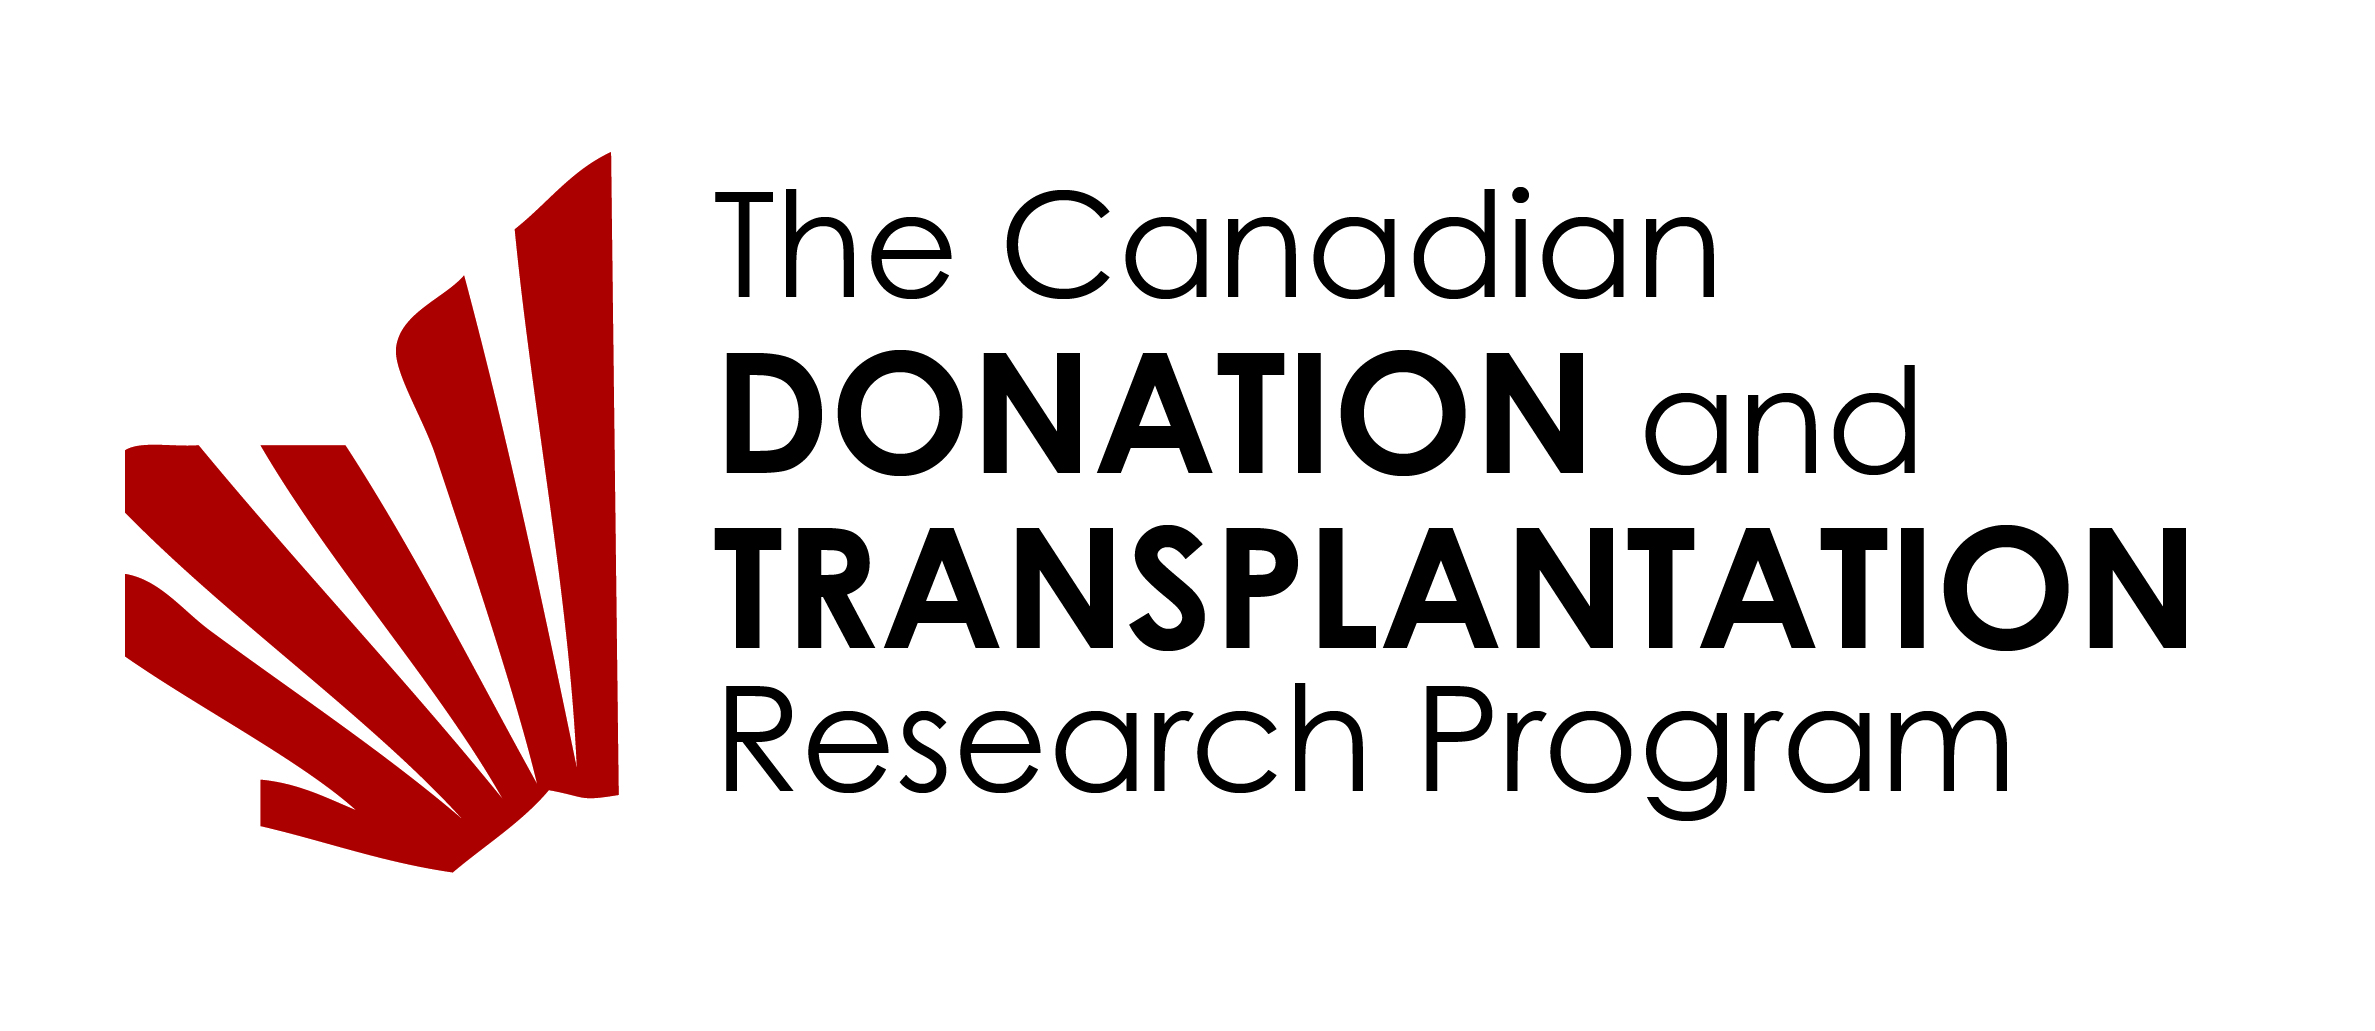 The Canadian
DONATION and
TRANSPLANTATION
Research Program